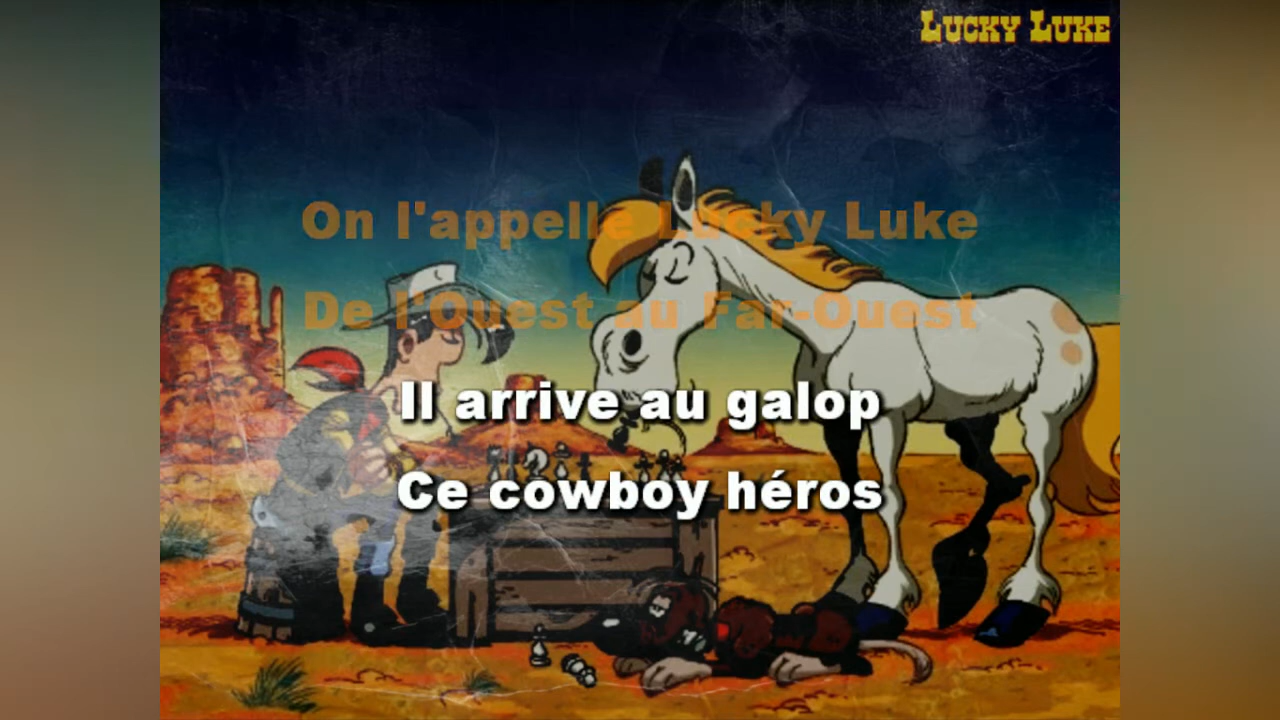 LUCKY LUKE
On l'appelle Lucky Luke
De l'Ouest au Far-Ouest
Il arrive au galop
Ce cowboy héros